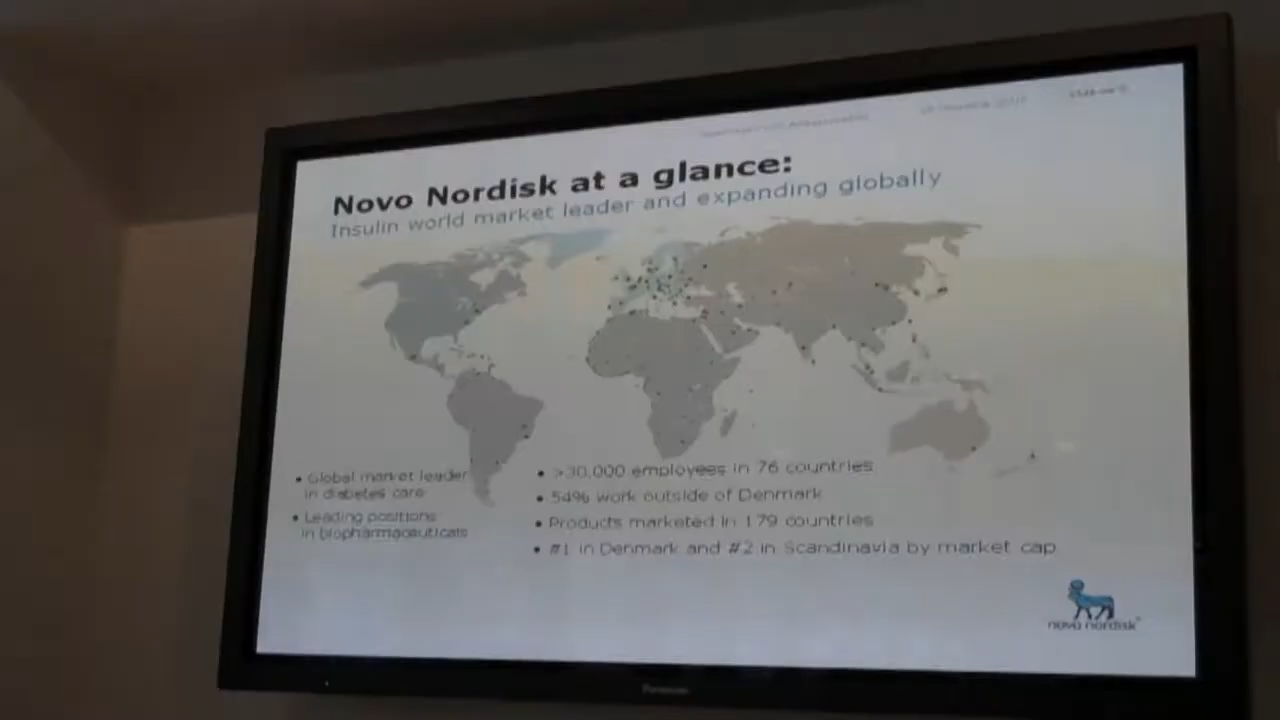 Novo Nordisk at a glance:
Insulin world market leader and expanding globally
• Global market leader
in diabetes care
• Leading positions
in biopharmaceuticals
• >30,000 employees in 76 countries
• 54% work outside of Denmark
• Products marketed in 179 countries
• #1 in Denmark and #2 in Scandinavia by market cap
novo nordisk
Panasonic